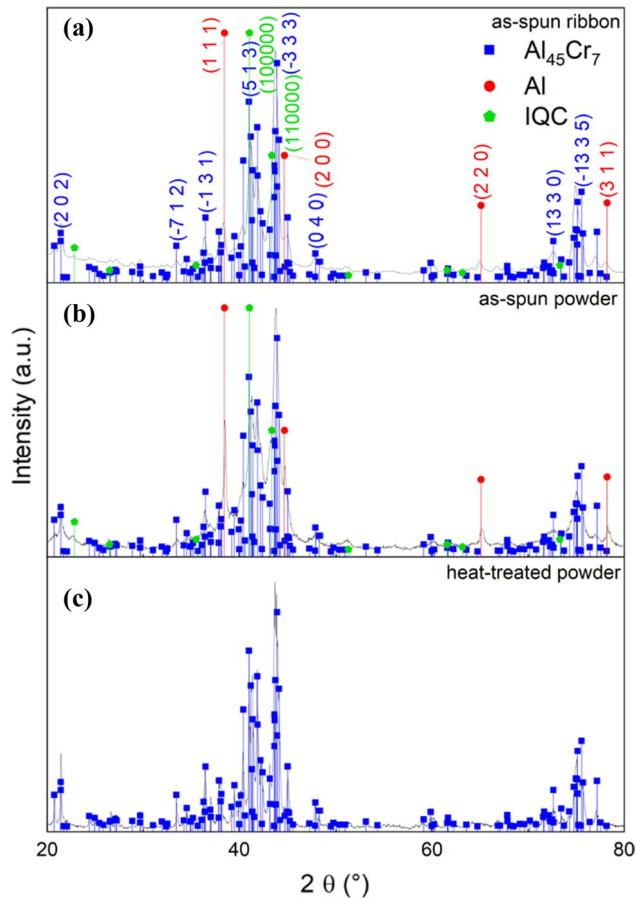 (a)
as-spun ribbon
Al45Cr7
Al
IQC
(2 0 2)
(-7 1 2)
(-1 3 1)
(1 1 1)
(5 1 3)
(100000)
(-3 3 3)
(110000)
(2 0 0)
(0 4 0)
(2 2 0)
(13 3 0)
(-13 3 5)
(3 1 1)
(b)
as-spun powder
Intensity (a.u.)
(c)
heat-treated powder
20
40
60
80
2 θ (°)